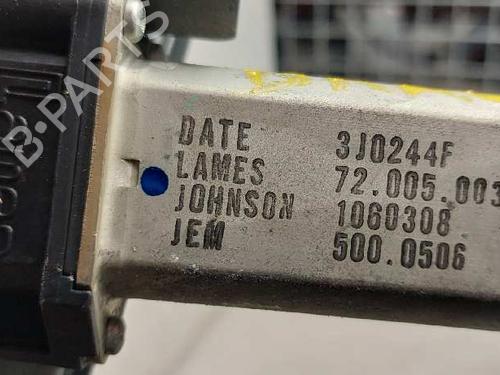 B-PARTS
DATE 3J0244F
LAMES 72.005.003
JOHNSON 1060308
JEM 500.0506